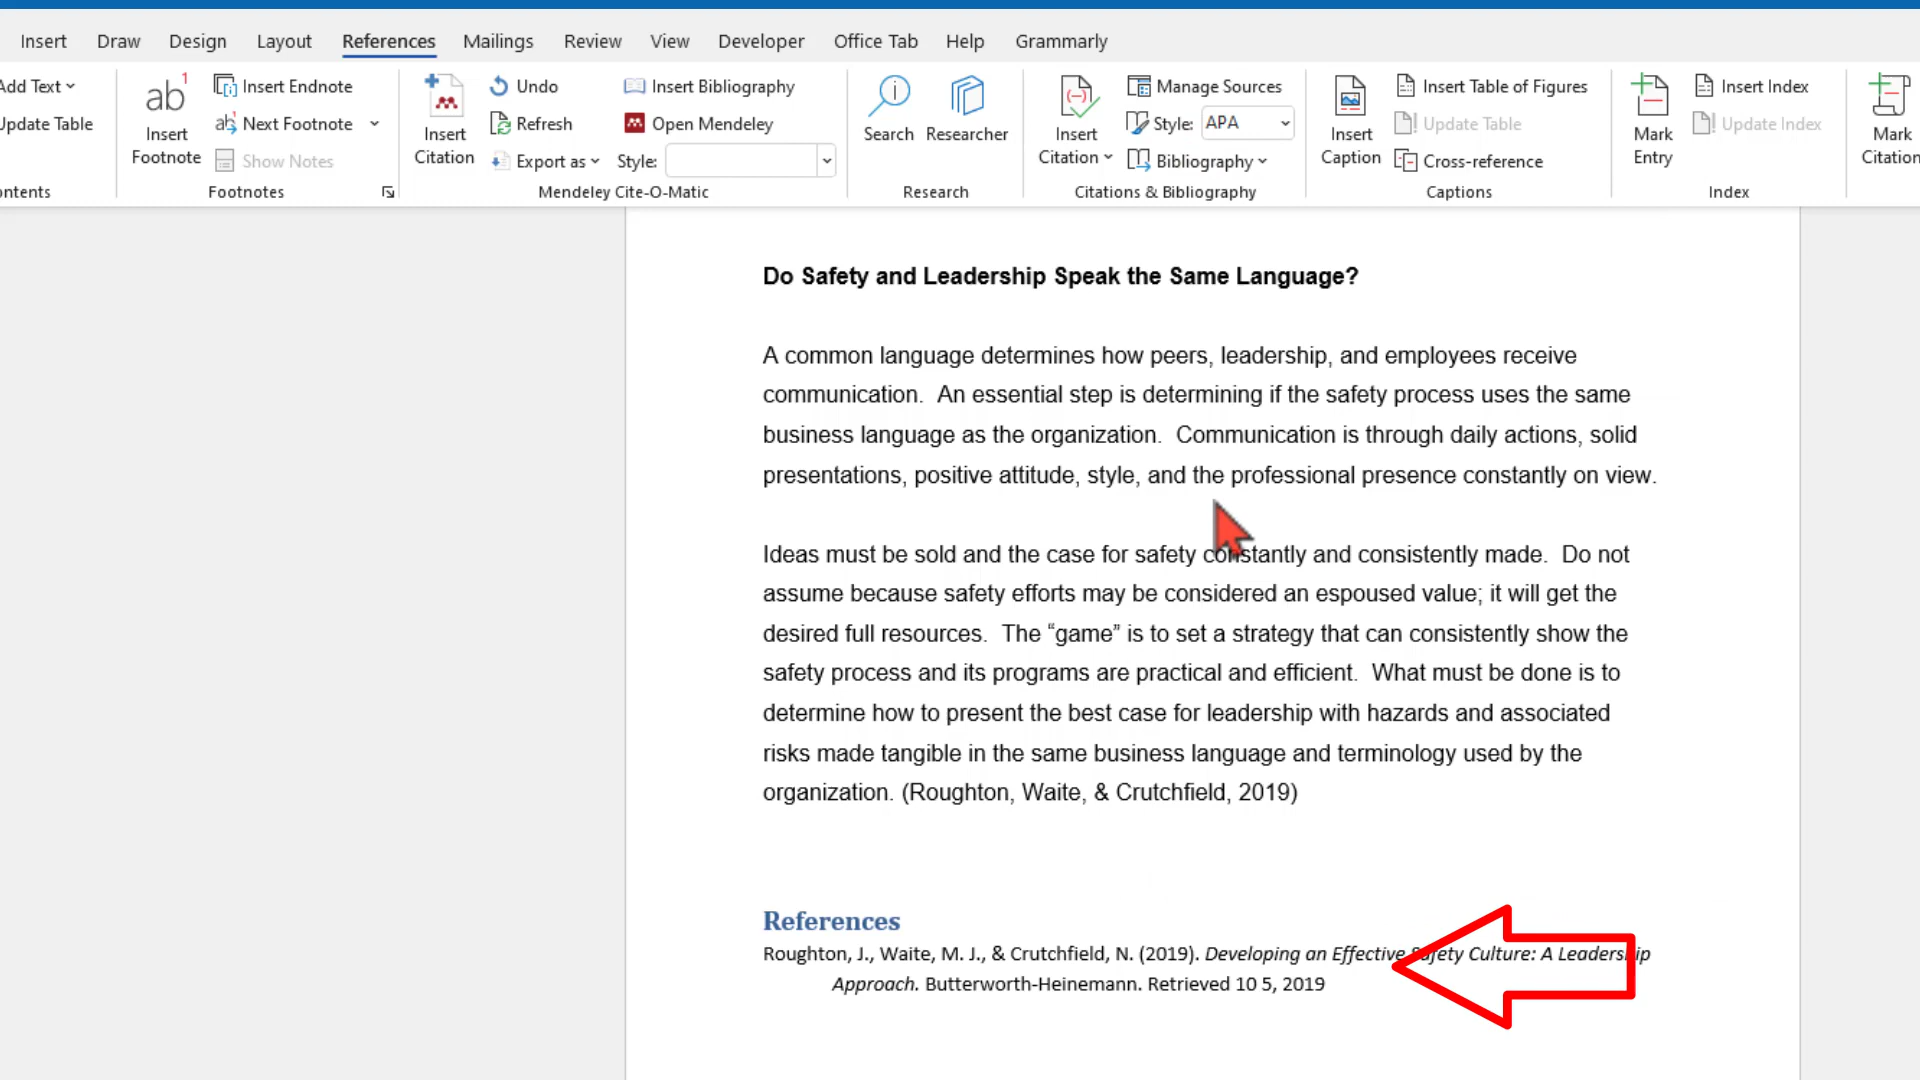 Insert Draw Design Layout References Mailings Review View Developer Office Tab Help Grammarly
Add Text
Update Table
ontents
ab 1
Insert
Footnote
Insert Endnote
Next Footnote
Show Notes
Footnotes
Insert
Citation
Undo
Refresh
Export as
Insert Bibliography
Open Mendeley
Style:
Mendeley Cite-O-Matic
Search
Researcher
Research
Insert
Citation
Manage Sources
Style: APA
Bibliography
Citations & Bibliography
Insert
Caption
Insert Table of Figures
Update Table
Cross-reference
Captions
Mark
Entry
Insert Index
Update Index
Index
Mark
Citation
Do Safety and Leadership Speak the Same Language?
A common language determines how peers, leadership, and employees receive
communication.  An essential step is determining if the safety process uses the same
business language as the organization.  Communication is through daily actions, solid
presentations, positive attitude, style, and the professional presence constantly on view.
Ideas must be sold and the case for safety constantly and consistently made.  Do not
assume because safety efforts may be considered an espoused value; it will get the
desired full resources.  The “game” is to set a strategy that can consistently show the
safety process and its programs are practical and efficient.  What must be done is to
determine how to present the best case for leadership with hazards and associated
risks made tangible in the same business language and terminology used by the
organization. (Roughton, Waite, & Crutchfield, 2019)
References
Roughton, J., Waite, M. J., & Crutchfield, N. (2019). Developing an Effective Safety Culture: A Leadership
Approach. Butterworth-Heinemann. Retrieved 10 5, 2019